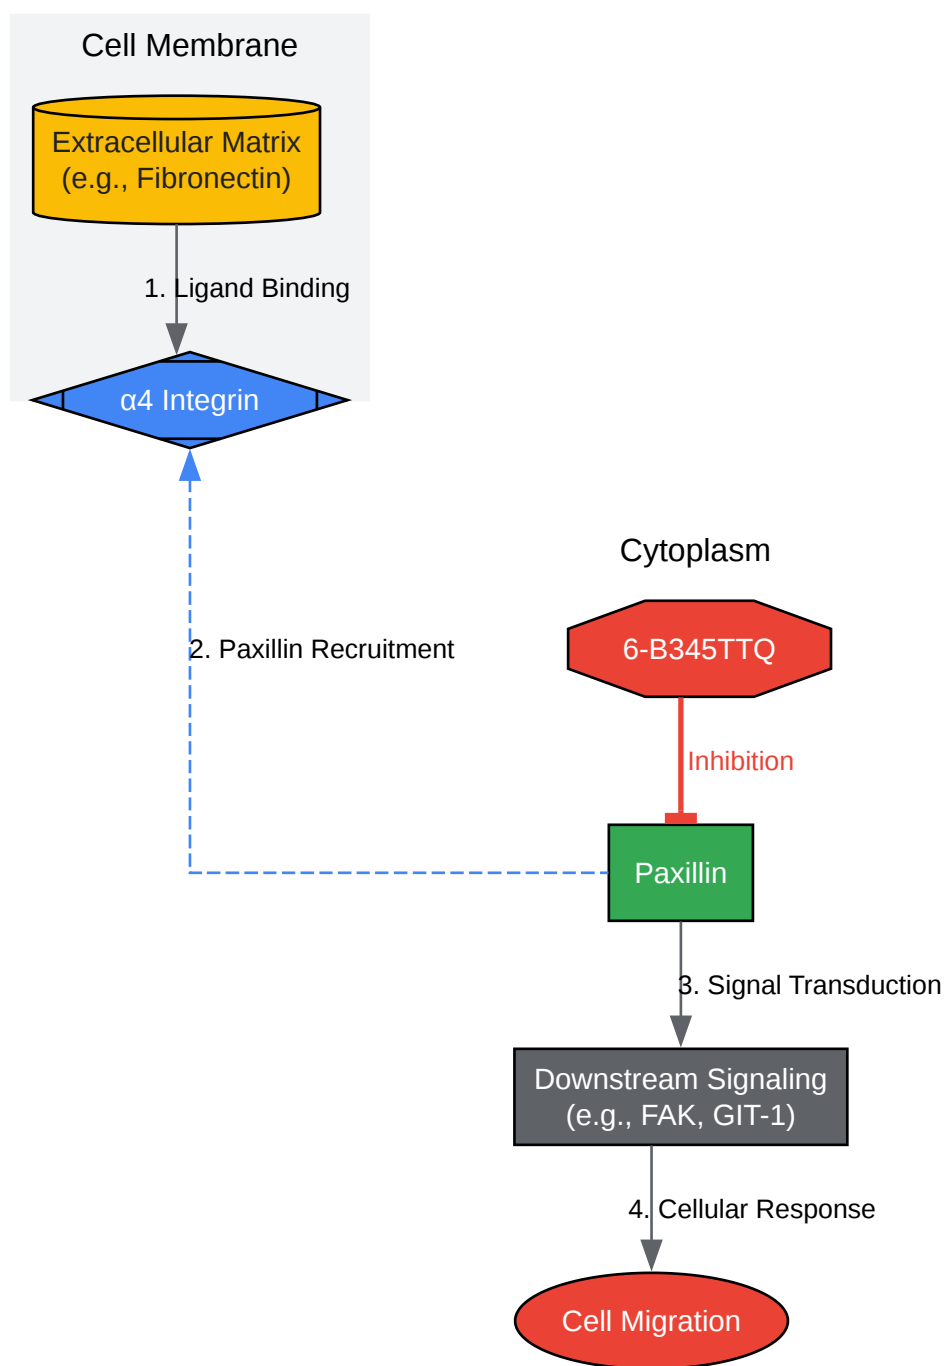 Cell Membrane
Extracellular Matrix
(e.g., Fibronectin)
1. Ligand Binding
α4 Integrin
Cytoplasm
6-B345TTQ
2. Paxillin Recruitment
Inhibition
Paxillin
3. Signal Transduction
Downstream Signaling
(e.g., FAK, GIT-1)
4. Cellular Response
Cell Migration